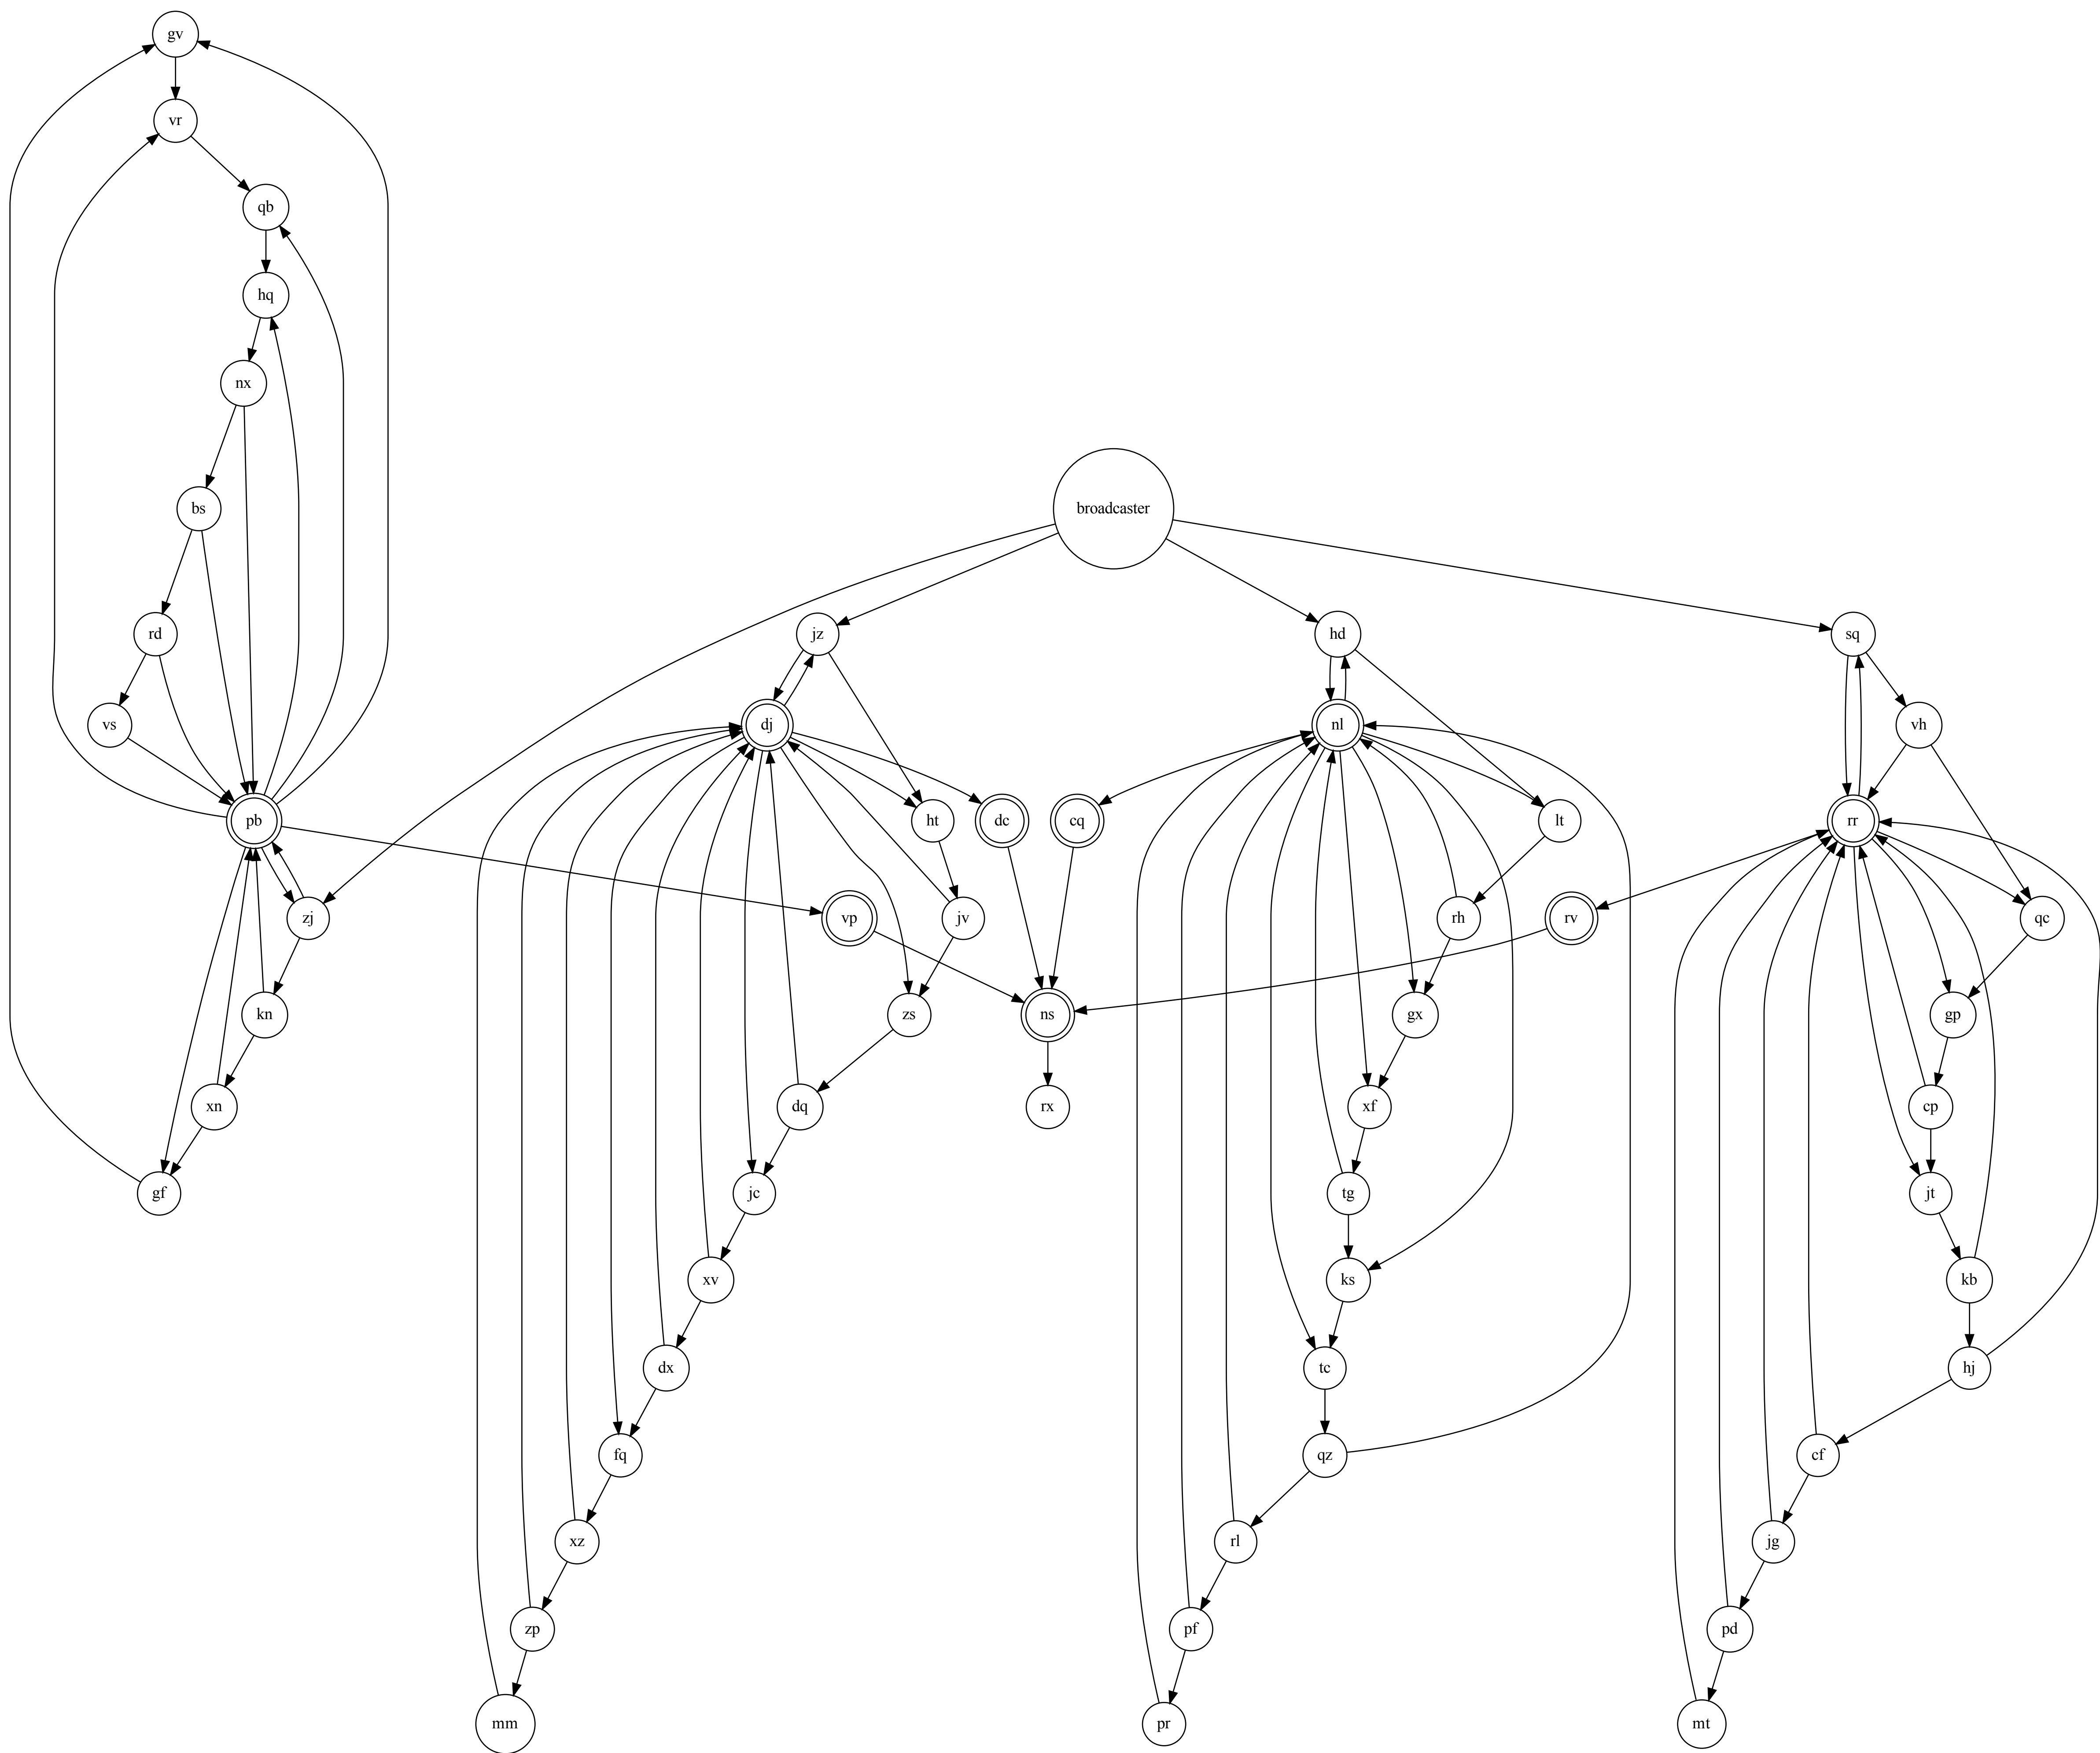 gv
vr
qb
hq
nx
bs
broadcaster
rd
jz
hd
sq
vs
dj
nl
vh
pb
ht
dc
cq
lt
rr
zj
vp
jv
rh
rv
qc
kn
zs
ns
gx
gp
xn
dq
rx
xf
cp
gf
jc
tg
jt
xv
ks
kb
dx
tc
hj
fq
qz
cf
xz
rl
jg
zp
pf
pd
mm
pr
mt